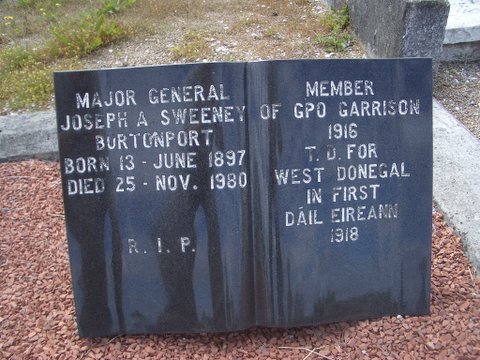 MAJOR GENERAL
JOSEPH A SWEENEY
BURTONPORT
BORN 13 - JUNE 1897
DIED 25 - NOV. 1980
R. I. P.
MEMBER
OF GPO GARRISON
1916
T. D. FOR
WEST DONEGAL
IN FIRST
DÁIL EIREANN
1918